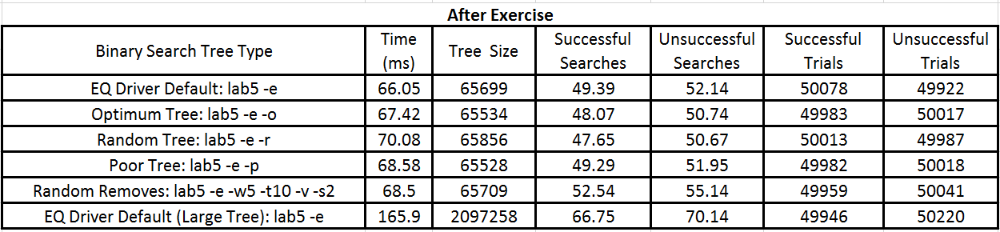 After Exercise
Binary Search Tree Type Time (ms) Tree Size Successful Searches Unsuccessful Searches Successful Trials Unsuccessful Trials
EQ Driver Default: lab5 -e 66.05 65699 49.39 52.14 50078 49922
Optimum Tree: lab5 -e -o 67.42 65534 48.07 50.74 49983 50017
Random Tree: lab5 -e -r 70.08 65856 47.65 50.67 50013 49987
Poor Tree: lab5 -e -p 68.58 65528 49.29 51.95 49982 50018
Random Removes: lab5 -e -w5 -t10 -v -s2 68.5 65709 52.54 55.14 49959 50041
EQ Driver Default (Large Tree): lab5 -e 165.9 2097258 66.75 70.14 49946 50220